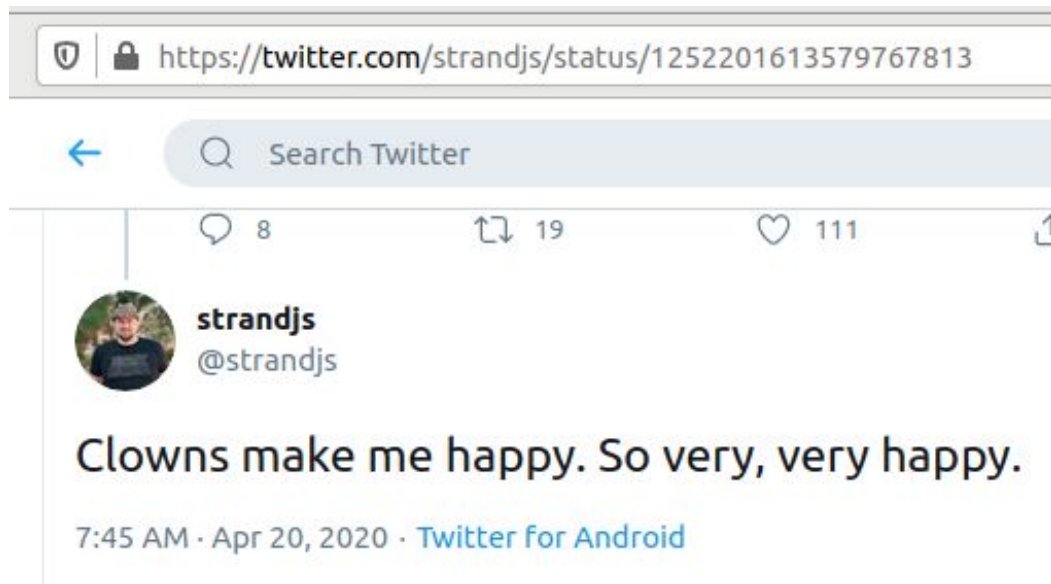 https://twitter.com/strandjs/status/1252201613579767813
Search Twitter
8 19 111
strandjs
@strandjs
Clowns make me happy. So very, very happy.
7:45 AM · Apr 20, 2020 · Twitter for Android